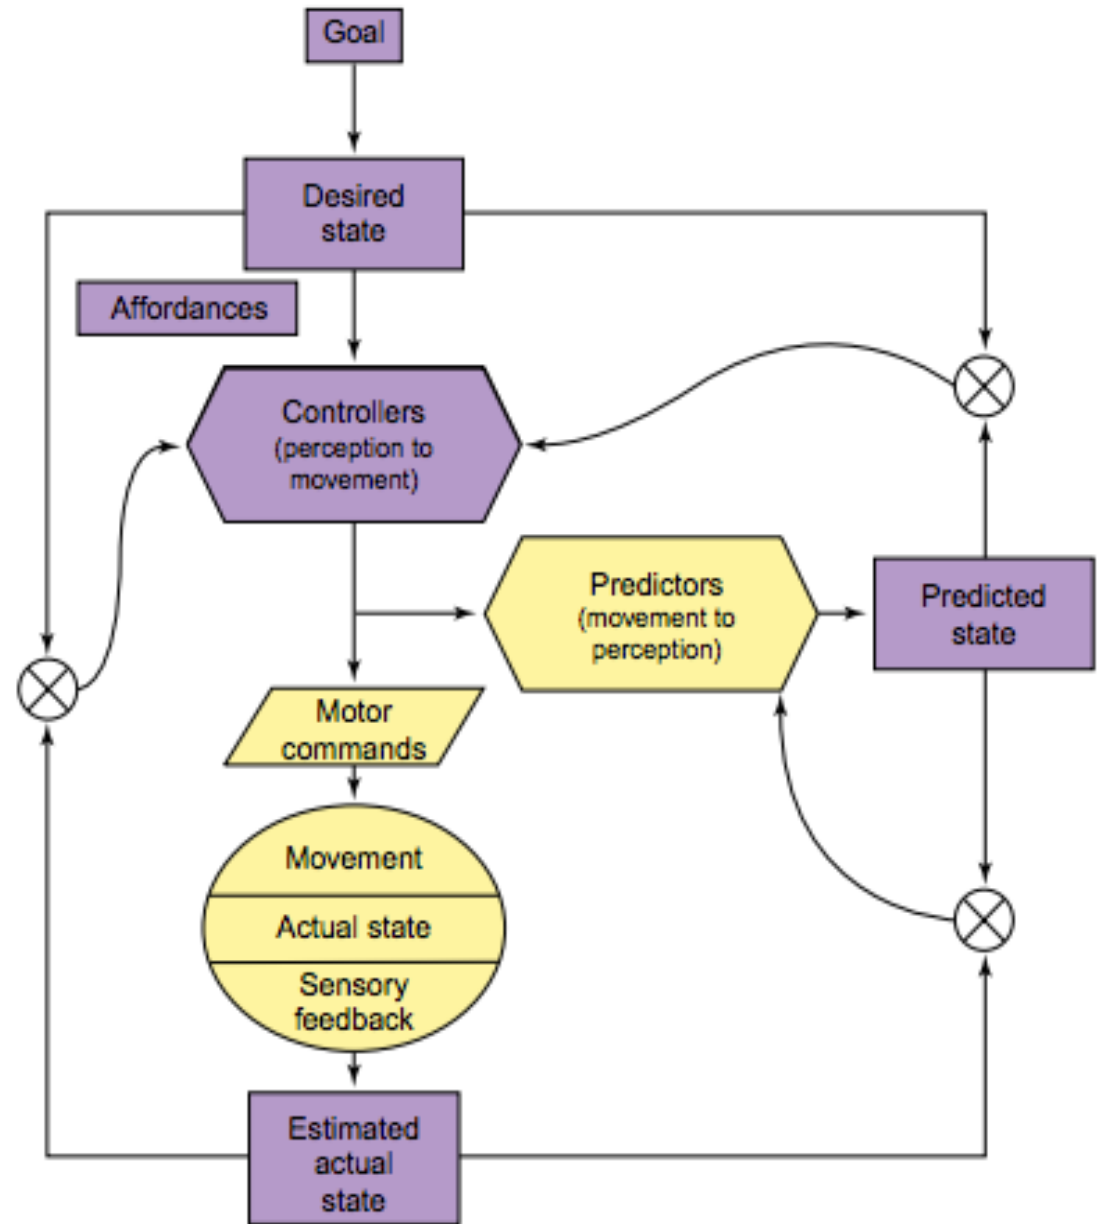 Goal
Desired
state
Affordances
Controllers
(perception to
movement)
Predictors
(movement to
perception)
Predicted
state
Motor
commands
Movement
Actual state
Sensory
feedback
Estimated
actual
state